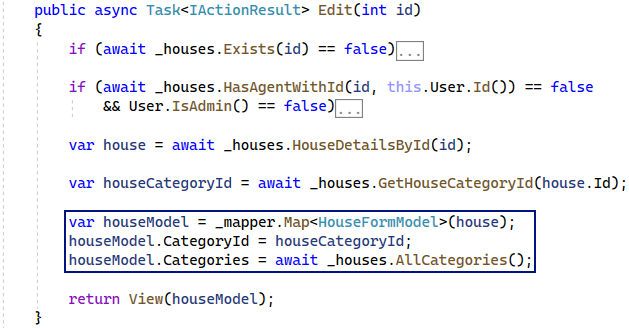 public async Task<IActionResult> Edit(int id)
{
if (await _houses.Exists(id) == false)...
if (await _houses.HasAgentWithId(id, this.User.Id()) == false
&& User.IsAdmin() == false)...
var house = await _houses.HouseDetailsById(id);
var houseCategoryId = await _houses.GetHouseCategoryId(house.Id);
var houseModel = _mapper.Map<HouseFormModel>(house);
houseModel.CategoryId = houseCategoryId;
houseModel.Categories = await _houses.AllCategories();
return View(houseModel);
}